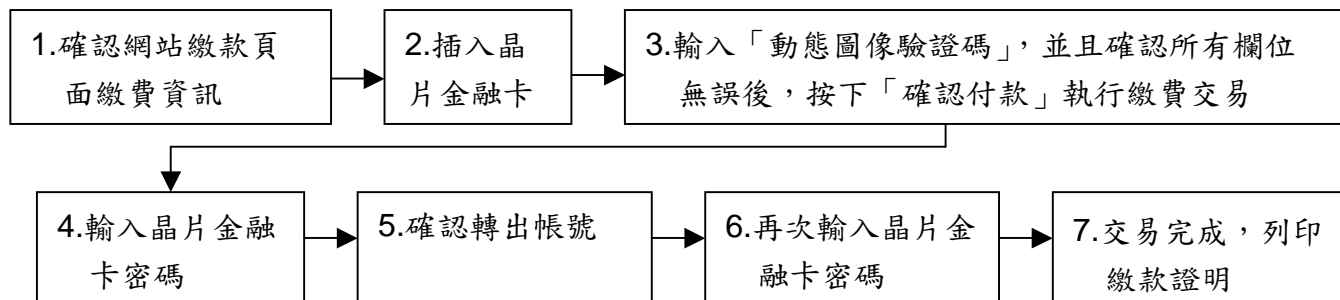 1.確認網站繳款頁
面繳費資訊
2.插入晶
片金融卡
3.輸入「動態圖像驗證碼」，並且確認所有欄位
無誤後，按下「確認付款」執行繳費交易
4.輸入晶片金融
卡密碼
5.確認轉出帳號
6.再次輸入晶片金
融卡密碼
7.交易完成，列印
繳款證明